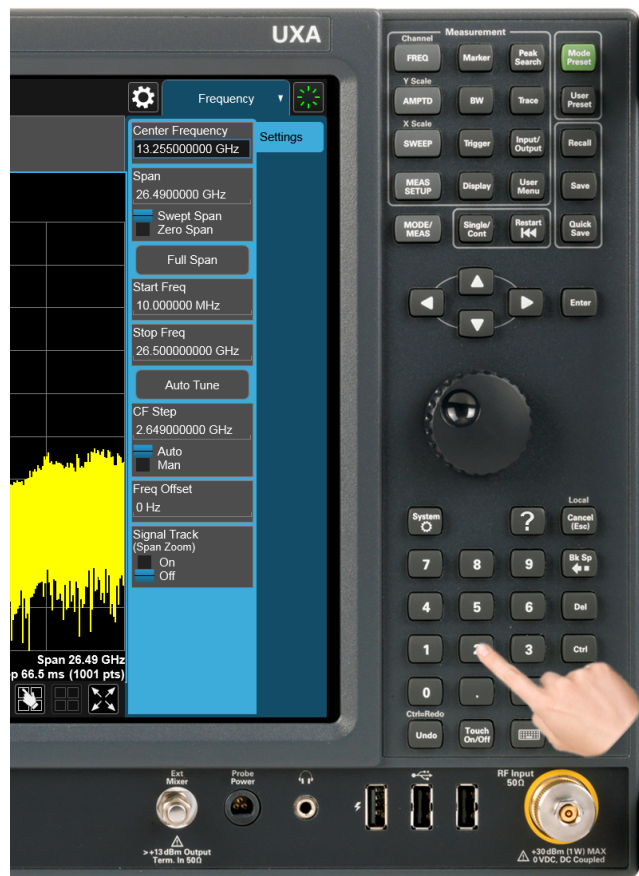 UXA
Frequency
Settings
Center Frequency
13.255000000 GHz
Span
26.4900000 GHz
Swept Span
Zero Span
Full Span
Start Freq
10.000000 MHz
Stop Freq
26.500000000 GHz
Auto Tune
CF Step
2.649000000 GHz
Auto
Man
Freq Offset
0 Hz
Signal Track
(Span Zoom)
On
Off
Span 26.49 GHz
p 66.5 ms (1001 pts)
Measurement
Channel
FREQ
Marker
Peak
Search
Mode
Preset
Y Scale
AMPTD
BW
Trace
User
Preset
X Scale
SWEEP
Trigger
Input/
Output
Recall
MEAS
SETUP
Display
User
Menu
Save
MODE/
MEAS
Single/
Cont
Restart
Quick
Save
Enter
Local
System
?
Cancel
(Esc)
7 8 9 Bk Sp
4 5 6 Del
1 2 3 Ctrl
0 .
Ctrl=Redo
Undo
Touch
On/Off
Ext
Mixer
Probe
Power
RF Input
50Ω
>+13 dBm Output
Term. In 50Ω
+30 dBm (1 W) MAX
0 VDC, DC Coupled